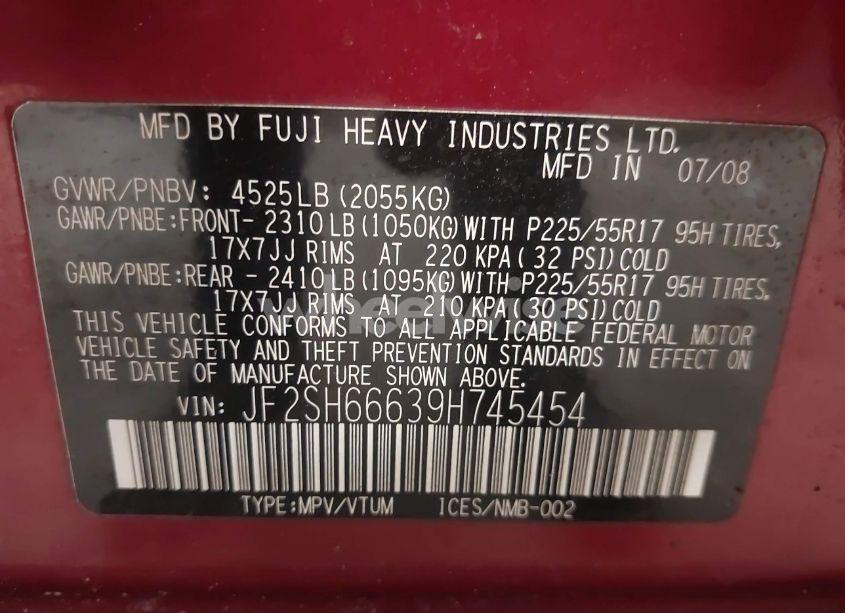 MFD BY FUJI HEAVY INDUSTRIES LTD.
MFD IN 07/08
GVWR/PNBV: 4525LB (2055KG)
GAWR/PNBE:FRONT- 2310LB(1050KG)WITH P225/55R17 95H TIRES,
17X7JJ RIMS AT 220 KPA( 32 PSI)COLD
GAWR/PNBE:REAR - 2410LB(1095KG)WITH P225/55R17 95H TIRES,
17X7JJ RIMS AT 210 KPA(30 PSI)COLD
THIS VEHICLE CONFORMS TO ALL APPLICABLE FEDERAL MOTOR
VEHICLE SAFETY AND THEFT PREVENTION STANDARDS IN EFFECT ON
THE DATE OF MANUFACTURE SHOWN ABOVE.
VIN: JF2SH66639H745454
TYPE:MPV/VTUM ICES/NMB-002